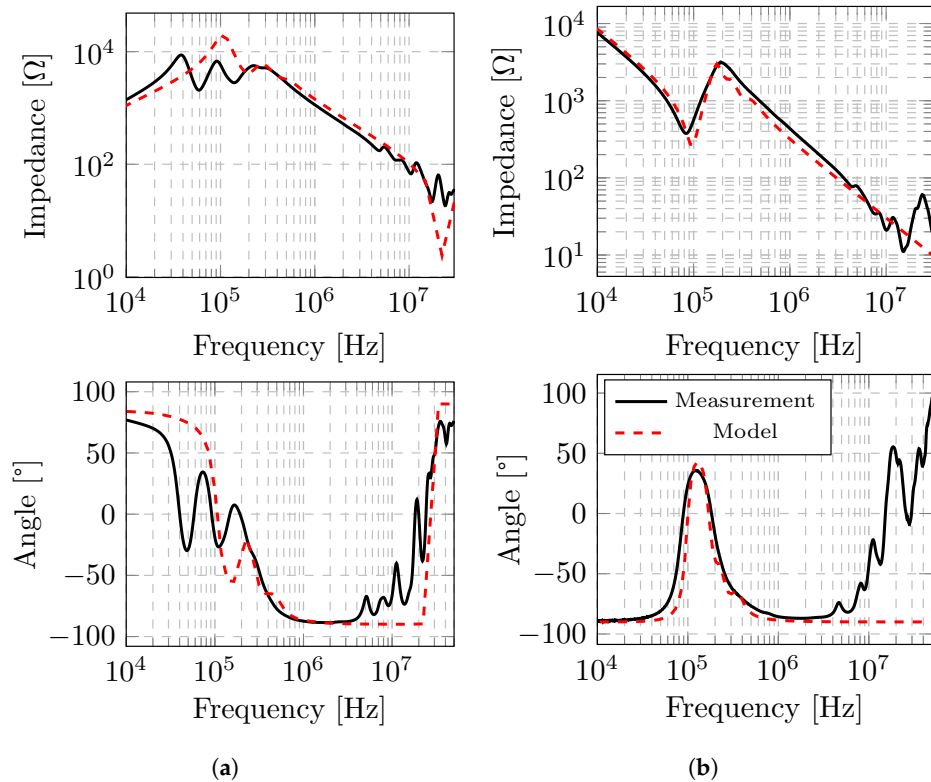 10^4
10^2
10^0
Impedance [Ω]
10^4 10^5 10^6 10^7
Frequency [Hz]
10^4
10^3
10^2
10^1
Impedance [Ω]
10^4 10^5 10^6 10^7
Frequency [Hz]
100
50
0
−50
−100
Angle [°]
10^4 10^5 10^6 10^7
Frequency [Hz]
(a)
100
50
0
−50
−100
Angle [°]
Measurement
Model
10^4 10^5 10^6 10^7
Frequency [Hz]
(b)